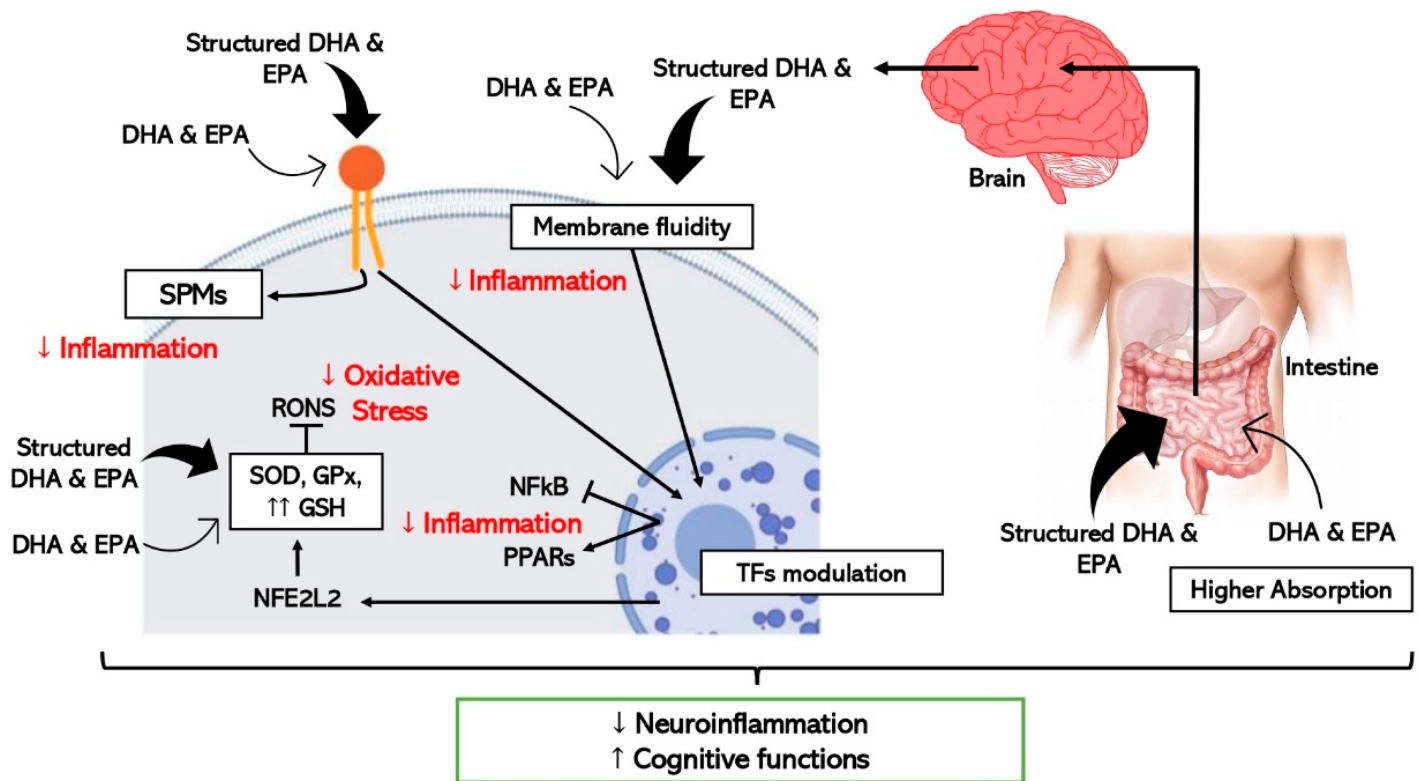 Structured DHA &
EPA
DHA & EPA
DHA & EPA
Structured DHA &
EPA
Brain
Membrane fluidity
↓ Inflammation
SPMs
↓ Inflammation
↓ Oxidative
Stress
RONS
Structured
DHA & EPA
SOD, GPx,
↑↑ GSH
DHA & EPA
NFE2L2
NFkB
↓ Inflammation
PPARs
TFs modulation
Intestine
Structured DHA &
EPA
DHA & EPA
Higher Absorption
↓ Neuroinflammation
↑ Cognitive functions